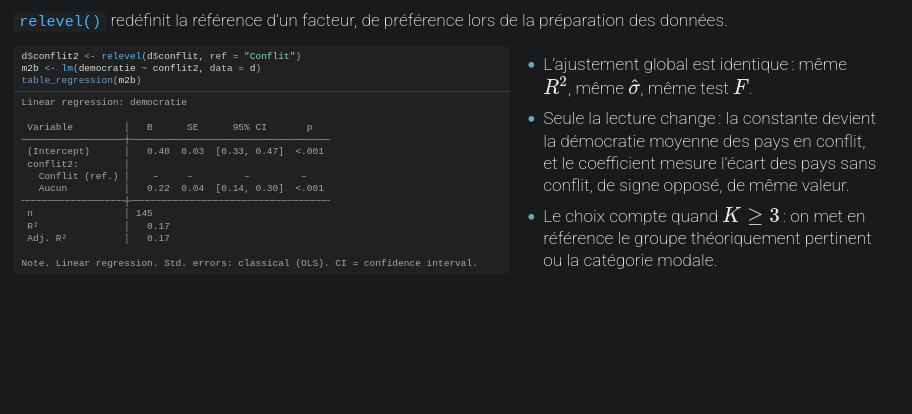 relevel() redéfinit la référence d'un facteur, de préférence lors de la préparation des données.
d$conflit2 <- relevel(d$conflit, ref = "Conflit")
m2b <- lm(democratie ~ conflit2, data = d)
table_regression(m2b)
Linear regression: democratie
Variable │ B SE 95% CI p
(Intercept) │ 0.40 0.03 [0.33, 0.47] <.001
conflit2: │
Conflit (ref.) │ – – – –
Aucun │ 0.22 0.04 [0.14, 0.30] <.001
n │ 145
R² │ 0.17
Adj. R² │ 0.17
Note. Linear regression. Std. errors: classical (OLS). CI = confidence interval.
• L'ajustement global est identique : même
R², même σ̂, même test F.
• Seule la lecture change : la constante devient
la démocratie moyenne des pays en conflit,
et le coefficient mesure l'écart des pays sans
conflit, de signe opposé, de même valeur.
• Le choix compte quand K ≥ 3 : on met en
référence le groupe théoriquement pertinent
ou la catégorie modale.